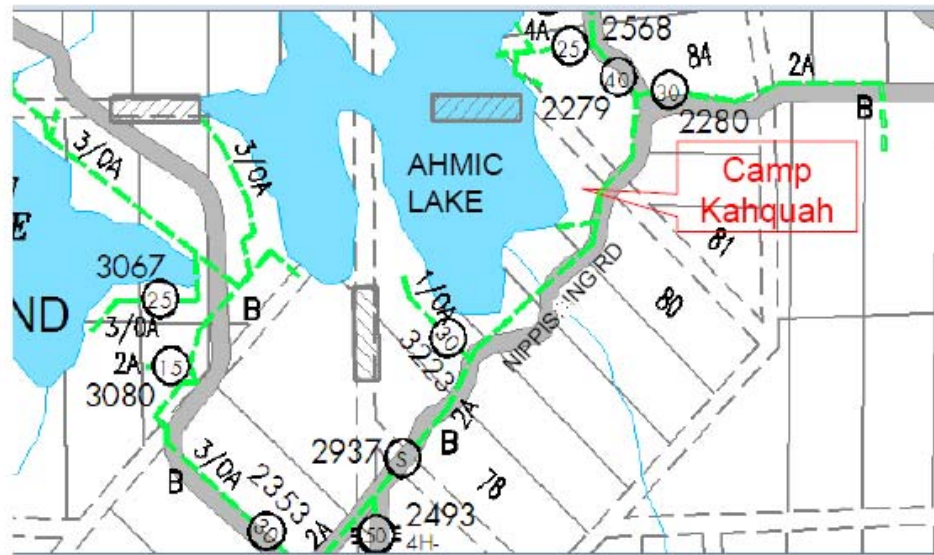 4A
25
2568
40
84
2A
30
B
2279
2280
3/0A
3/0A
AHMIC
LAKE
Camp
Kahquah
81
3067
25
3/0A
B
ND
1/0A
30
3223
NIPPISSING RD
80
2A
15
3080
2A
B
2937
S
78
3/0A
B
2353
30
2A
2493
50
4H-